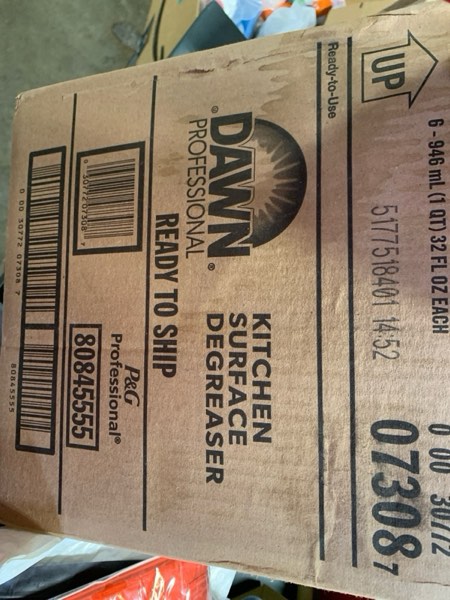 UP
6 - 946 mL (1 QT) 32 FL OZ EACH
5177518401 14:52
0 00 30772
07308 7
Ready-to-Use
DAWN®
PROFESSIONAL
KITCHEN
SURFACE
DEGREASER
READY TO SHIP
P&G
Professional®
80845555
0 00 30772 07308 7
80845555